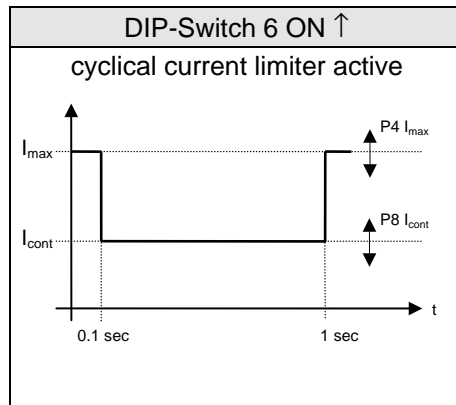 DIP-Switch 6 ON ↑
cyclical current limiter active
P4 Imax
Imax
P8 Icont
Icont
t
0.1 sec
1 sec